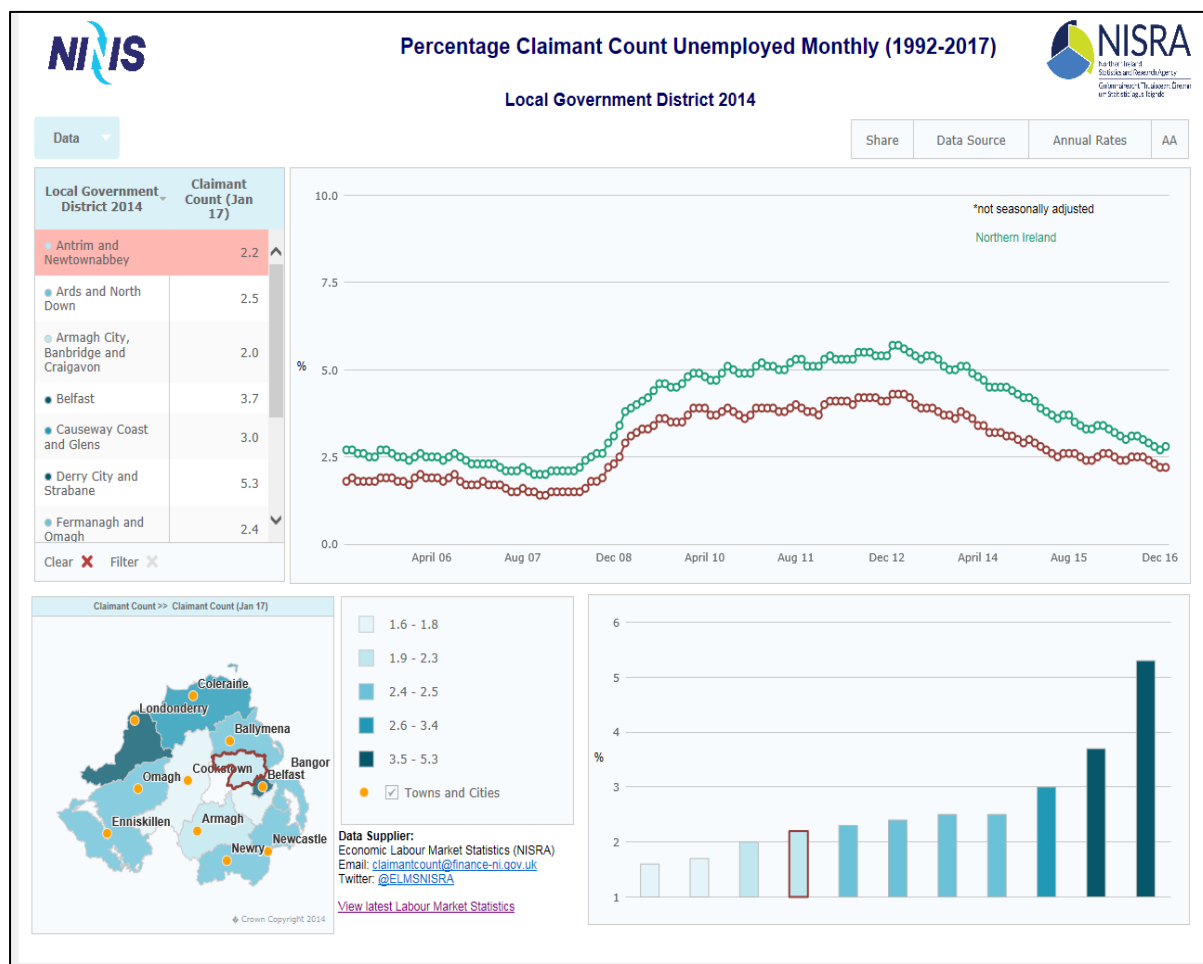 NINIS
Percentage Claimant Count Unemployed Monthly (1992-2017)
NISRA
Northern Ireland
Statistics and Research Agency
Local Government District 2014
Data
Share
Data Source
Annual Rates
AA
Local Government
District 2014
Claimant
Count (Jan
17)
Antrim and
Newtownabbey
2.2
Ards and North
Down
2.5
Armagh City,
Banbridge and
Craigavon
2.0
Belfast
3.7
Causeway Coast
and Glens
3.0
Derry City and
Strabane
5.3
Fermanagh and
Omagh
2.4
Clear
Filter
10.0
7.5
5.0
2.5
0.0
%
*not seasonally adjusted
Northern Ireland
April 06
Aug 07
Dec 08
April 10
Aug 11
Dec 12
April 14
Aug 15
Dec 16
Claimant Count >> Claimant Count (Jan 17)
Coleraine
Londonderry
Ballymena
Bangor
Cookstown
Belfast
Omagh
Enniskillen
Armagh
Newcastle
Newry
Crown Copyright 2014
1.6 - 1.8
1.9 - 2.3
2.4 - 2.5
2.6 - 3.4
3.5 - 5.3
Towns and Cities
Data Supplier:
Economic Labour Market Statistics (NISRA)
Email: claimantcount@finance-ni.gov.uk
Twitter: @ELMSNISRA
View latest Labour Market Statistics
6
5
4
3
2
1
%